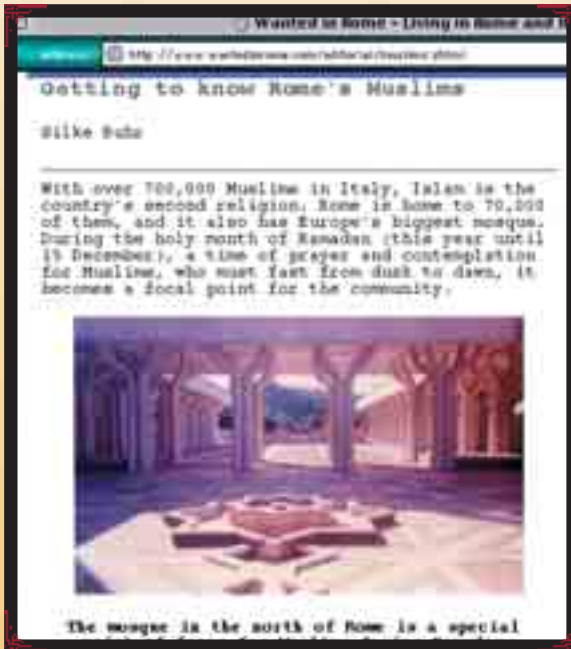 Wanted in Rome - Living in Rome and
Getting to know Rome's Muslims
Silke Buhr
With over 700,000 Muslims in Italy, Islam is the
country's second religion. Rome is home to 70,000
of them, and it also has Europe's biggest mosque.
During the holy month of Ramadan (this year until
15 December), a time of prayer and contemplation
for Muslims, who must fast from dusk to dawn, it
becomes a focal point for the community.
The mosque in the north of Rome is a special